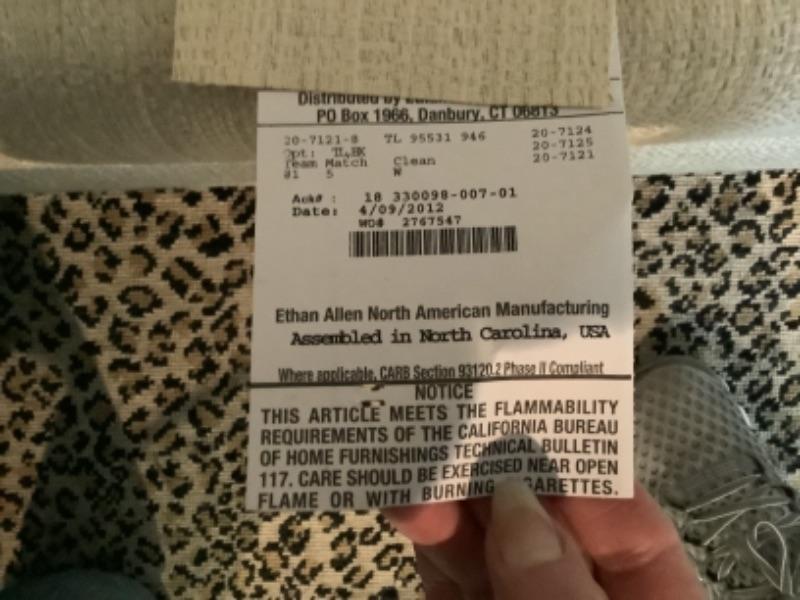 Distributed by
PO Box 1966, Danbury, CT 06813
20-7121-8 TL 95531 946 20-7124
Opt: 20-7125
Team Match Clean 20-7121
#1 5 W
Ack# : 18 330098-007-01
Date: 4/09/2012
WO# 2767547
Ethan Allen North American Manufacturing
Assembled in North Carolina, USA
Where applicable, CARB Section 93120.2 Phase II Compliant
NOTICE
THIS ARTICLE MEETS THE FLAMMABILITY
REQUIREMENTS OF THE CALIFORNIA BUREAU
OF HOME FURNISHINGS TECHNICAL BULLETIN
117. CARE SHOULD BE EXERCISED NEAR OPEN
FLAME OR WITH BURNING GARETTES.